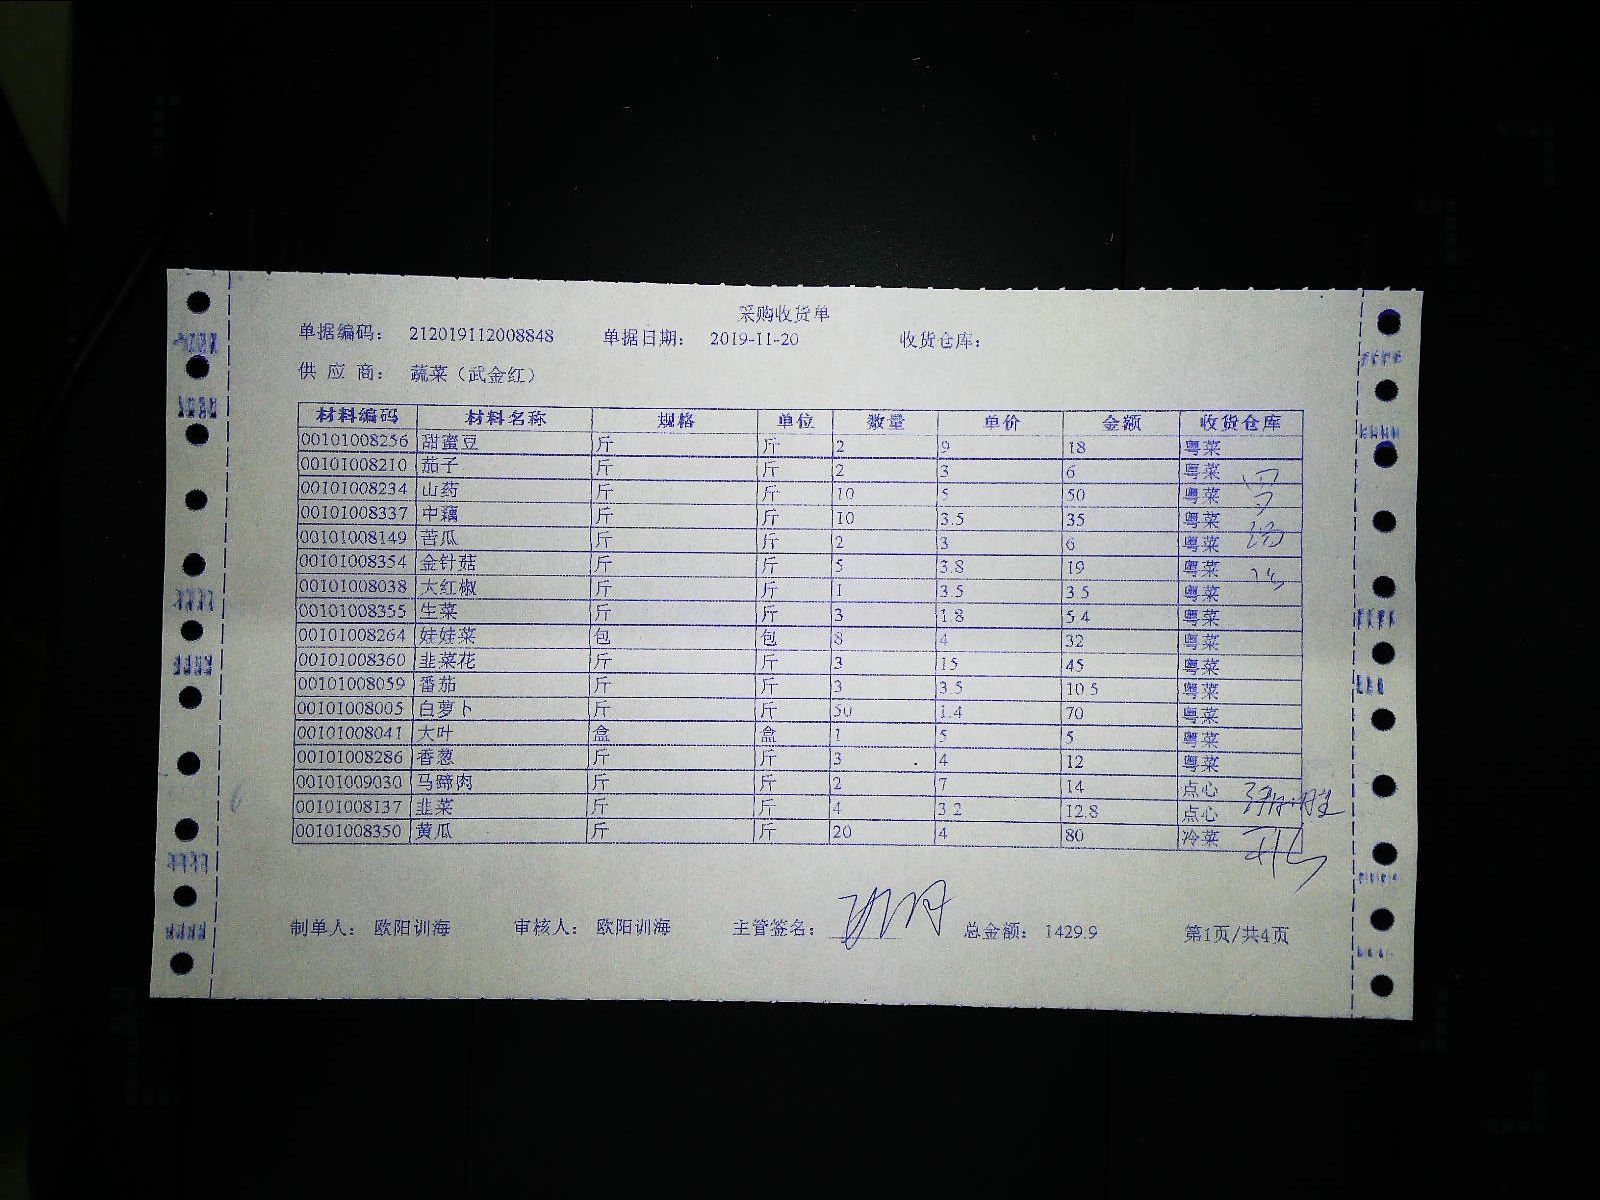 采购收货单
单据编码： 212019112008848 单据日期： 2019-11-20 收货仓库：
供 应 商： 蔬菜（武金红）
材料编码 材料名称 规格 单位 数量 单价 金额 收货仓库
00101008256 甜蜜豆 斤 斤 2 9 18 粤菜
00101008210 茄子 斤 斤 2 3 6 粤菜
00101008234 山药 斤 斤 10 5 50 粤菜
00101008337 中藕 斤 斤 10 3.5 35 粤菜
00101008149 苦瓜 斤 斤 2 3 6 粤菜
00101008354 金针菇 斤 斤 5 3.8 19 粤菜
00101008038 大红椒 斤 斤 1 3.5 3.5 粤菜
00101008355 生菜 斤 斤 3 1.8 5.4 粤菜
00101008264 娃娃菜 包 包 8 4 32 粤菜
00101008360 韭菜花 斤 斤 3 15 45 粤菜
00101008059 番茄 斤 斤 3 3.5 10.5 粤菜
00101008005 白萝卜 斤 斤 50 1.4 70 粤菜
00101008041 大叶 盒 盒 1 5 5 粤菜
00101008286 香葱 斤 斤 3 4 12 粤菜
00101009030 马蹄肉 斤 斤 2 7 14 点心
00101008137 韭菜 斤 斤 4 3.2 12.8 点心
00101008350 黄瓜 斤 斤 20 4 80 冷菜
制单人： 欧阳训海 审核人： 欧阳训海 主管签名： 总金额： 1429.9 第1页/共4页